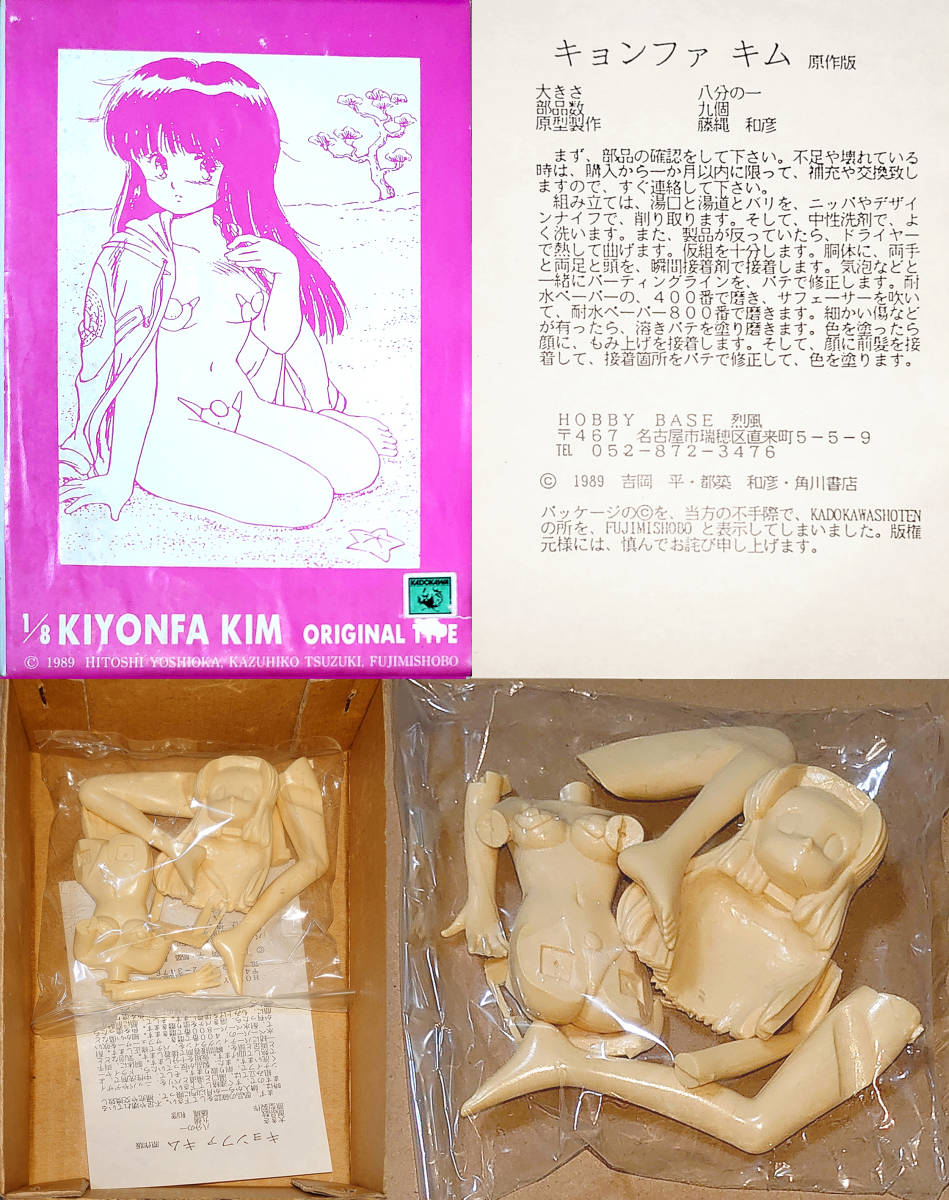 KADOKAWA
1/8 KIYONFA KIM ORIGINAL TYPE
© 1989 HITOSHI YOSHIOKA, KAZUHIKO TSUZUKI, FUJIMISHOBO
キョンファ キム 原作版
大きさ 八分の一
部品数 九個
原型製作 藤縄 和彦
まず、部品の確認をして下さい。不足や壊れている
時は、購入から一か月以内に限って、補充や交換致し
ますので、すぐ連絡して下さい。
組み立ては、湯口と湯道とバリを、ニッパやデザイ
ンナイフで、削り取ります。そして、中性洗剤で、よ
く洗います。また、製品が反っていたら、ドライヤー
で熱して曲げます。仮組を十分します。胴体に、両手
と両足と頭を、瞬間接着剤で接着します。気泡などと
一緒にパーティングラインを、パテで修正します。耐
水ペーパーの、400番で磨き、サフェーサーを吹い
て、耐水ペーパー800番で磨きます。細かい傷など
が有ったら、溶きパテを塗り磨きます。色を塗ったら
顔に、もみ上げを接着します。そして、顔に前髪を接
着して、接着箇所をパテで修正して、色を塗ります。
HOBBY BASE 烈風
〒467 名古屋市瑞穂区直来町5-5-9
TEL 052-872-3476
© 1989 吉岡 平・都築 和彦・角川書店
パッケージの©を、当方の不手際で、KADOKAWASHOTEN
の所を、FUJIMISHOBO と表示してしまいました。版権
元様には、慎んでお詫び申し上げます。
キョンファ キム 原作版